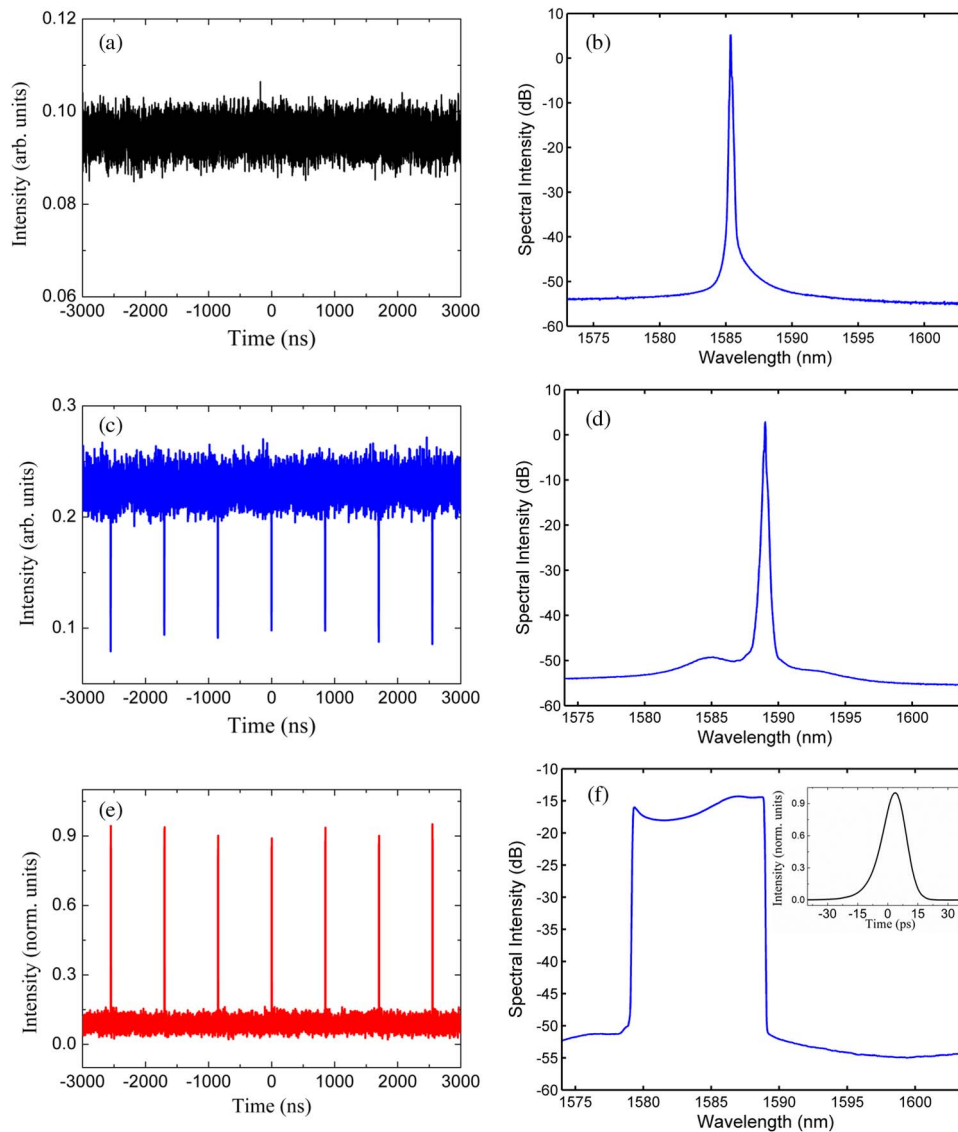 (a)
Intensity (arb. units)
0.12
0.10
0.08
0.06
-3000 -2000 -1000 0 1000 2000 3000
Time (ns)
(b)
Spectral Intensity (dB)
10
0
-10
-20
-30
-40
-50
-60
1575 1580 1585 1590 1595 1600
Wavelength (nm)
(c)
Intensity (arb. units)
0.3
0.2
0.1
-3000 -2000 -1000 0 1000 2000 3000
Time (ns)
(d)
Spectral Intensity (dB)
10
0
-10
-20
-30
-40
-50
-60
1575 1580 1585 1590 1595 1600
Wavelength (nm)
(e)
Intensity (norm. units)
0.9
0.6
0.3
0.0
-3000 -2000 -1000 0 1000 2000 3000
Time (ns)
(f)
Spectral Intensity (dB)
-10
-15
-20
-25
-30
-35
-40
-45
-50
-55
-60
1575 1580 1585 1590 1595 1600
Wavelength (nm)
Intensity (norm. units)
0.9
0.6
0.3
0.0
-30 -15 0 15 30
Time (ps)